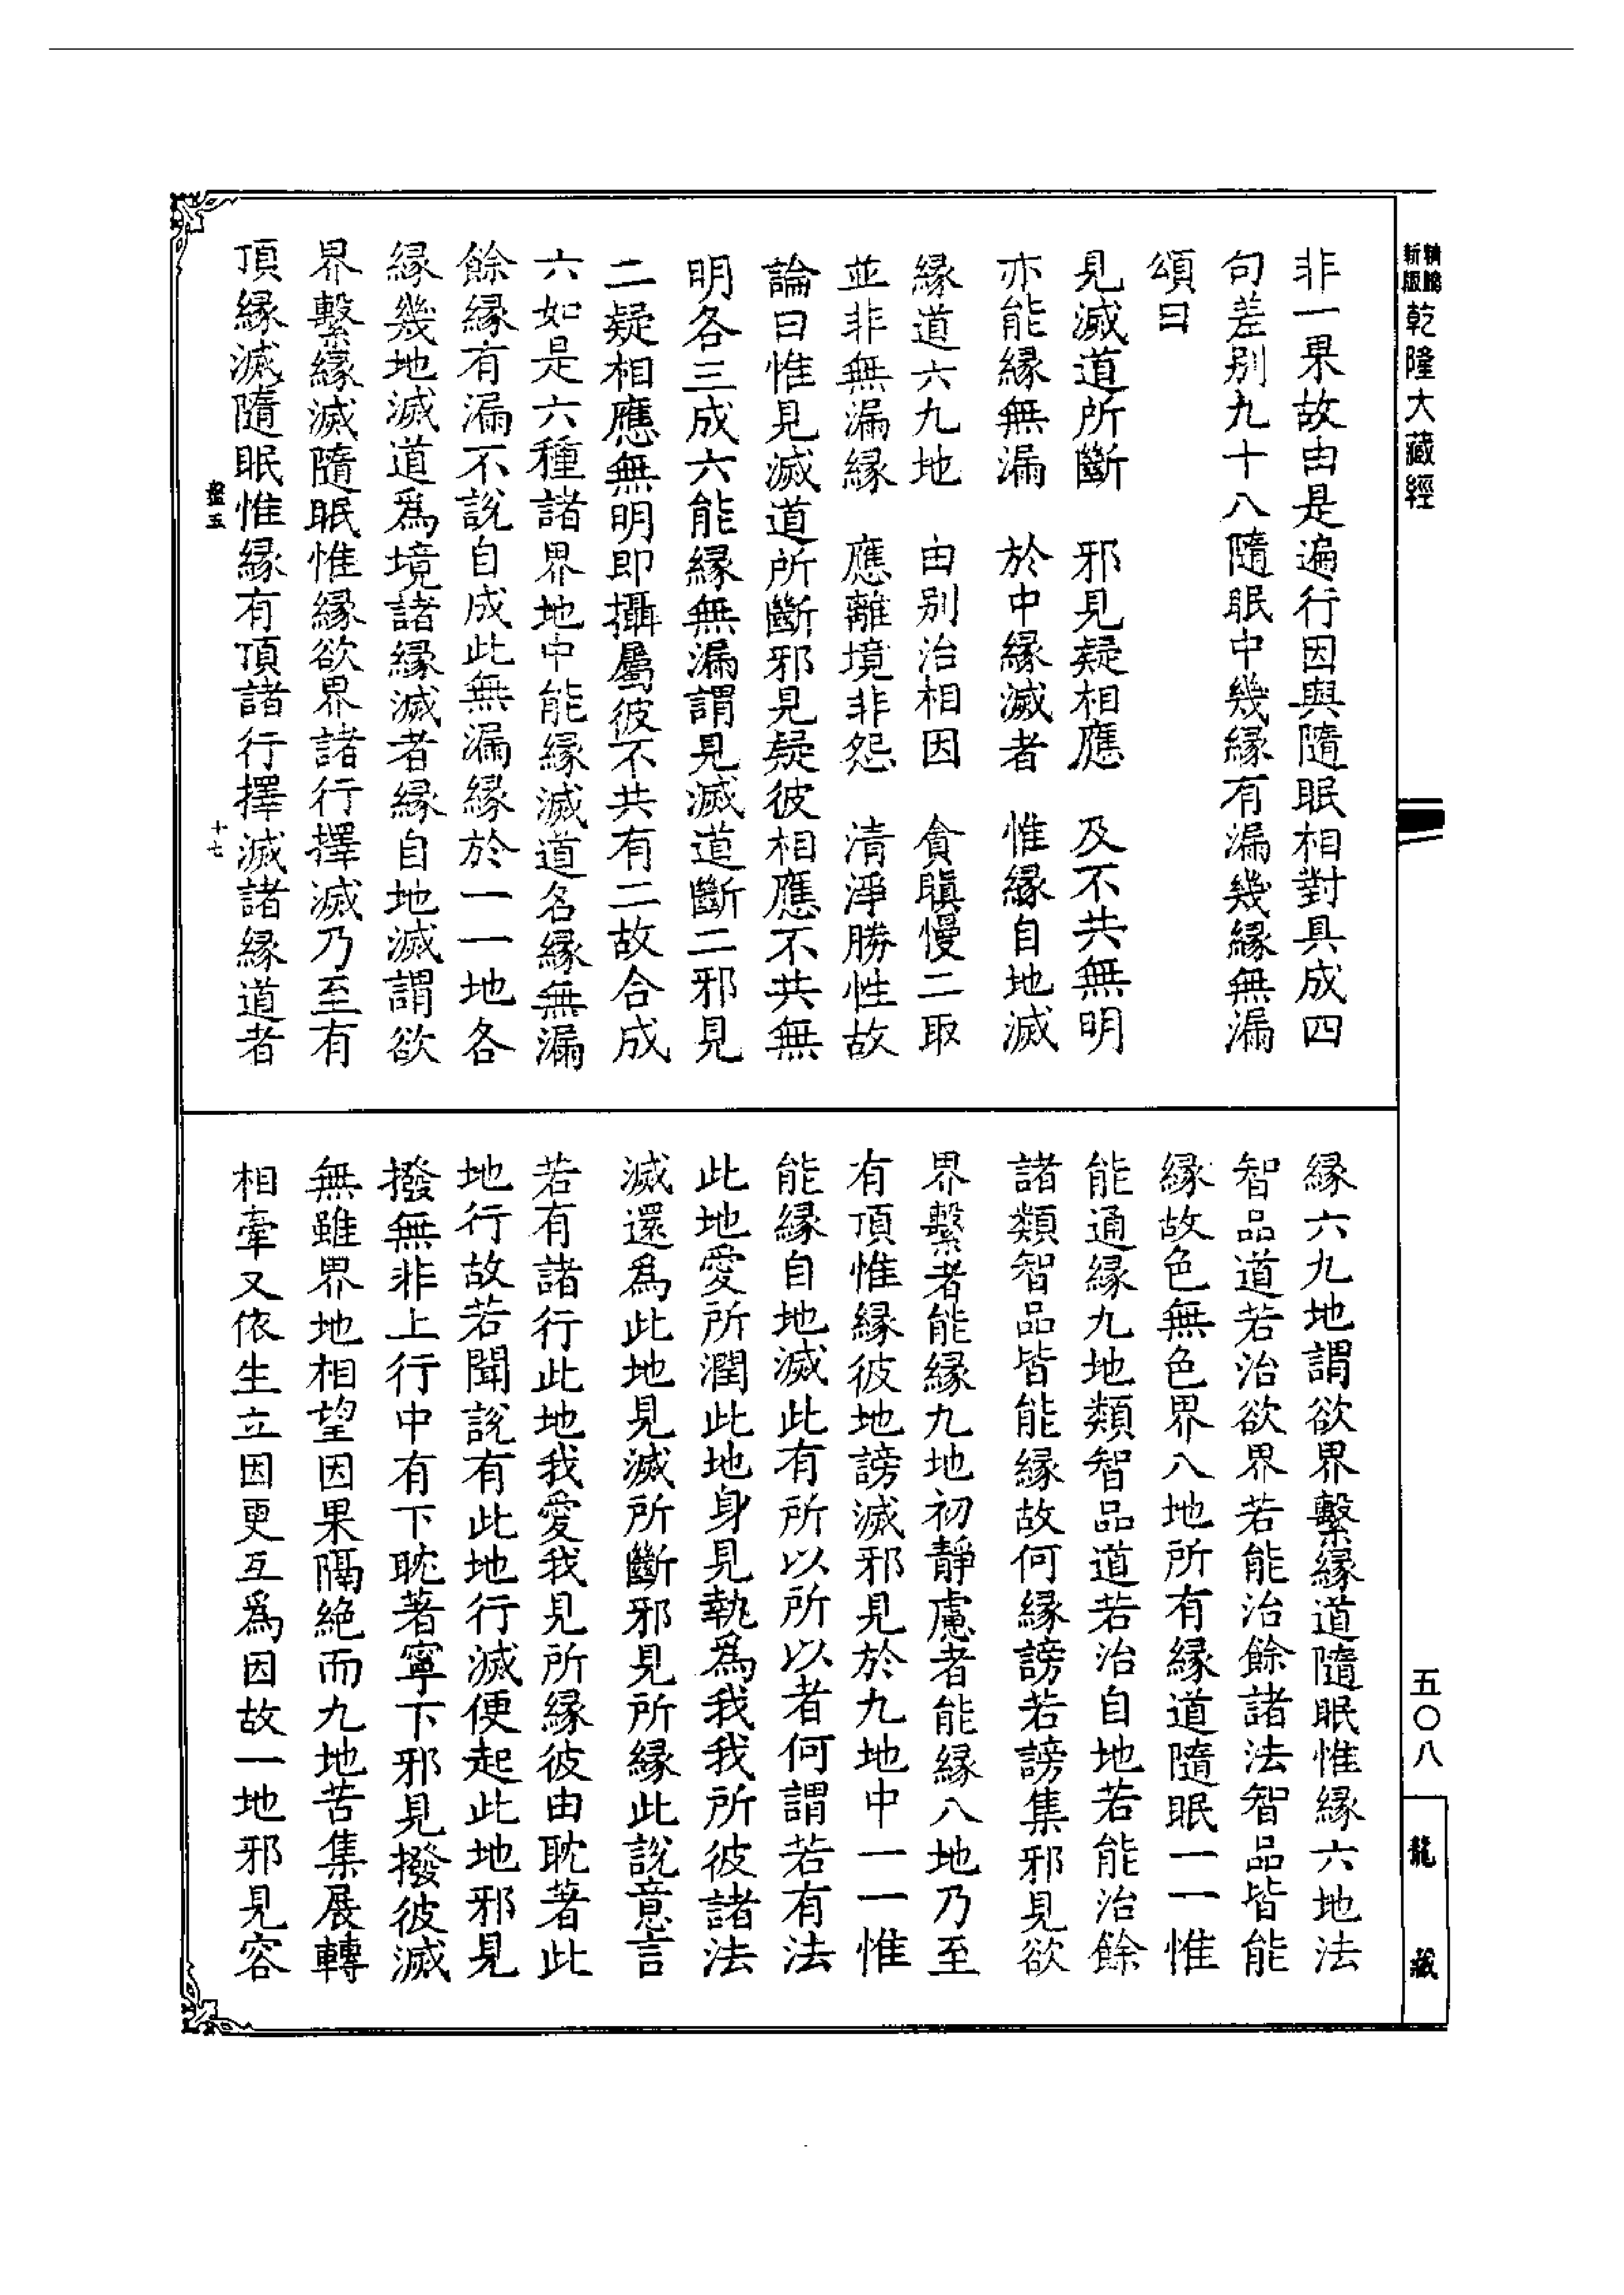 精縮新版
乾隆大藏經
非一果故由是遍行因與隨眠相對具成四
句差別九十八隨眠中幾緣有漏幾緣無漏
頌曰
見滅道所斷　邪見疑相應　及不共無明
亦能緣無漏　於中緣滅者　惟緣自地滅
緣道六九地　由別治相因　貪瞋慢二取
並非無漏緣　應離境非怨　清淨勝性故
論曰惟見滅道所斷邪見疑彼相應不共無
明各三成六能緣無漏謂見滅道斷二邪見
二疑相應無明即攝屬彼不共有二故合成
六如是六種諸界地中能緣滅道名緣無漏
餘緣有漏不說自成此無漏緣於一一地各
緣幾地滅道爲境諸緣滅者緣自地滅謂欲
界繫緣滅隨眠惟緣欲界諸行擇滅乃至有
頂緣滅隨眠惟緣有頂諸行擇滅諸緣道者
盤五　十七
緣六九地謂欲界繫緣道隨眠惟緣六地法
智品道若治欲界若能治餘諸法智品皆能
緣故色無色界八地所有緣道隨眠一一惟
能通緣九地類智品道若治自地若能治餘
諸類智品皆能緣故何緣謗若謗集邪見欲
界繫者能緣九地初靜慮者能緣八地乃至
有頂惟緣彼地謗滅邪見於九地中一一惟
能緣自地滅此有所以所以者何謂若有法
此地愛所潤此地身見執爲我我所彼諸法
滅還爲此地見滅所斷邪見所緣此說意言
若有諸行此地我愛我見所緣彼由耽著此
地行故若聞說有此地行滅便起此地邪見
撥無非上行中有下耽著寧下邪見撥彼滅
無雖界地相望因果隔絶而九地苦集展轉
相牽又依生立因更互爲因故一地邪見容
五〇八
龍藏